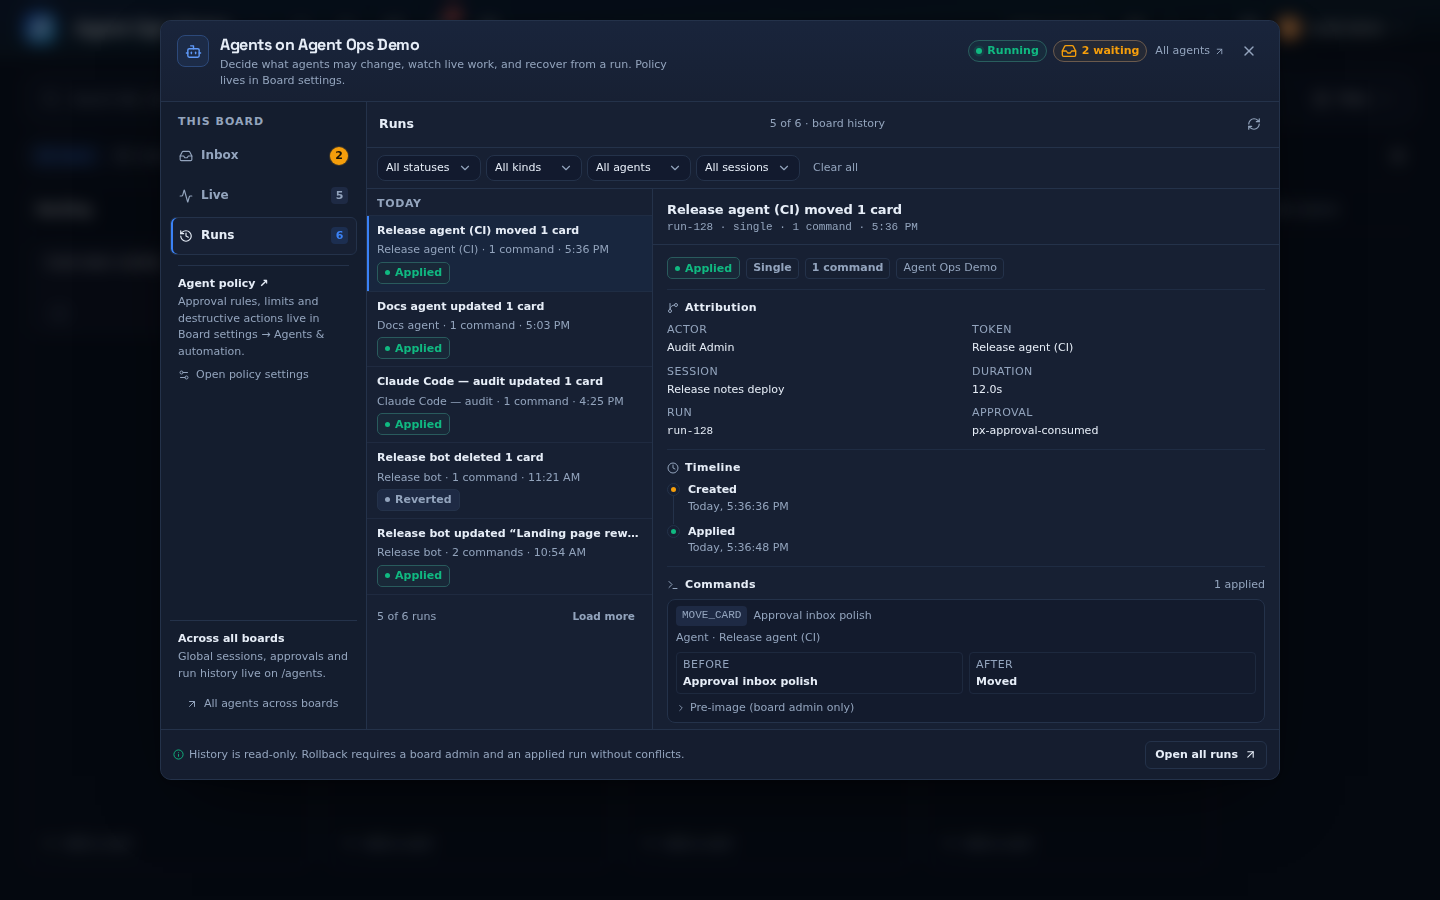 Agents on Agent Ops Demo
Decide what agents may change, watch live work, and recover from a run. Policy
lives in Board settings.
Running
2 waiting
All agents
THIS BOARD
Inbox
2
Live
5
Runs
6
Agent policy ↗
Approval rules, limits and
destructive actions live in
Board settings → Agents &
automation.
Open policy settings
Across all boards
Global sessions, approvals and
run history live on /agents.
All agents across boards
Runs
5 of 6 · board history
All statuses
All kinds
All agents
All sessions
Clear all
TODAY
Release agent (CI) moved 1 card
Release agent (CI) · 1 command · 5:36 PM
Applied
Docs agent updated 1 card
Docs agent · 1 command · 5:03 PM
Applied
Claude Code — audit updated 1 card
Claude Code — audit · 1 command · 4:25 PM
Applied
Release bot deleted 1 card
Release bot · 1 command · 11:21 AM
Reverted
Release bot updated “Landing page rew…
Release bot · 2 commands · 10:54 AM
Applied
5 of 6 runs
Load more
Release agent (CI) moved 1 card
run-128 · single · 1 command · 5:36 PM
Applied
Single
1 command
Agent Ops Demo
Attribution
ACTOR
Audit Admin
TOKEN
Release agent (CI)
SESSION
Release notes deploy
DURATION
12.0s
RUN
run-128
APPROVAL
px-approval-consumed
Timeline
Created
Today, 5:36:36 PM
Applied
Today, 5:36:48 PM
Commands
1 applied
MOVE_CARD
Approval inbox polish
Agent · Release agent (CI)
BEFORE
Approval inbox polish
AFTER
Moved
Pre-image (board admin only)
History is read-only. Rollback requires a board admin and an applied run without conflicts.
Open all runs